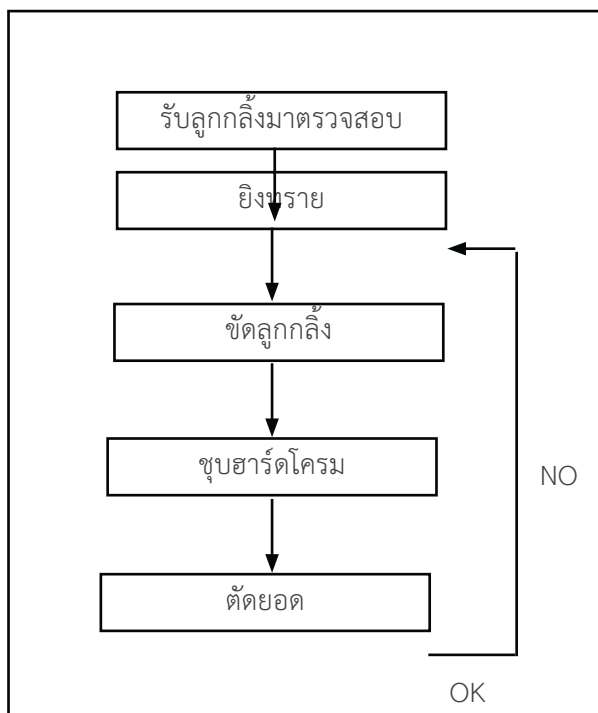 รับลูกกลิ้งมาตรวจสอบ
ยิงทราย
ขัดลูกกลิ้ง
ชุบฮาร์ดโครม
NO
ตัดยอด
OK